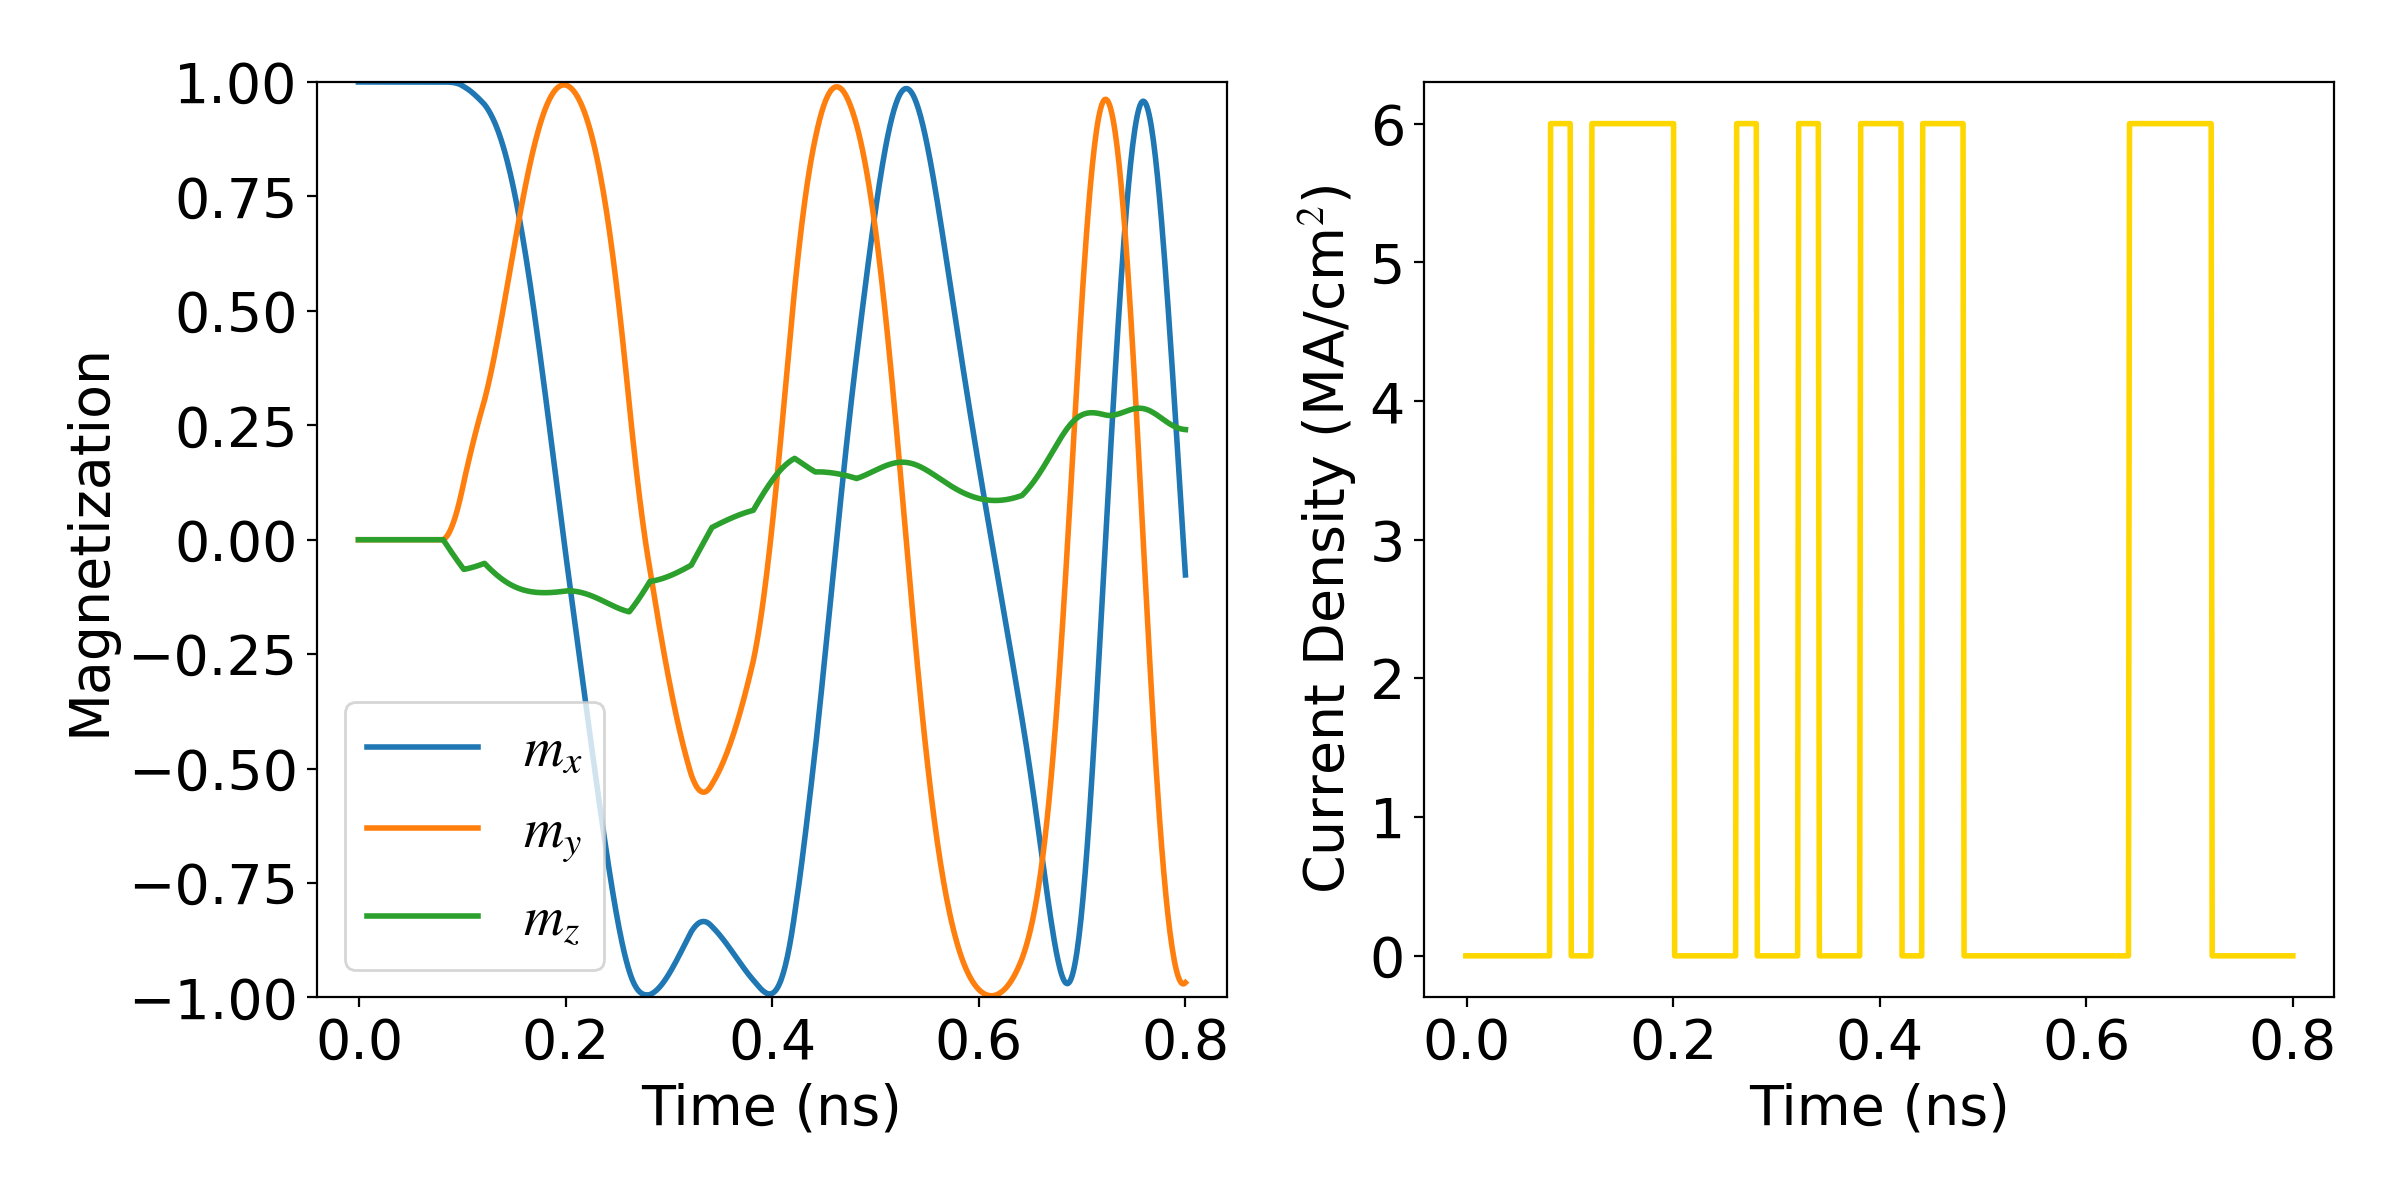 1.00
0.75
0.50
0.25
0.00
−0.25
−0.50
−0.75
−1.00
Magnetization
m_x
m_y
m_z
0.0 0.2 0.4 0.6 0.8
Time (ns)
6
5
4
3
2
1
0
Current Density (MA/cm²)
0.0 0.2 0.4 0.6 0.8
Time (ns)